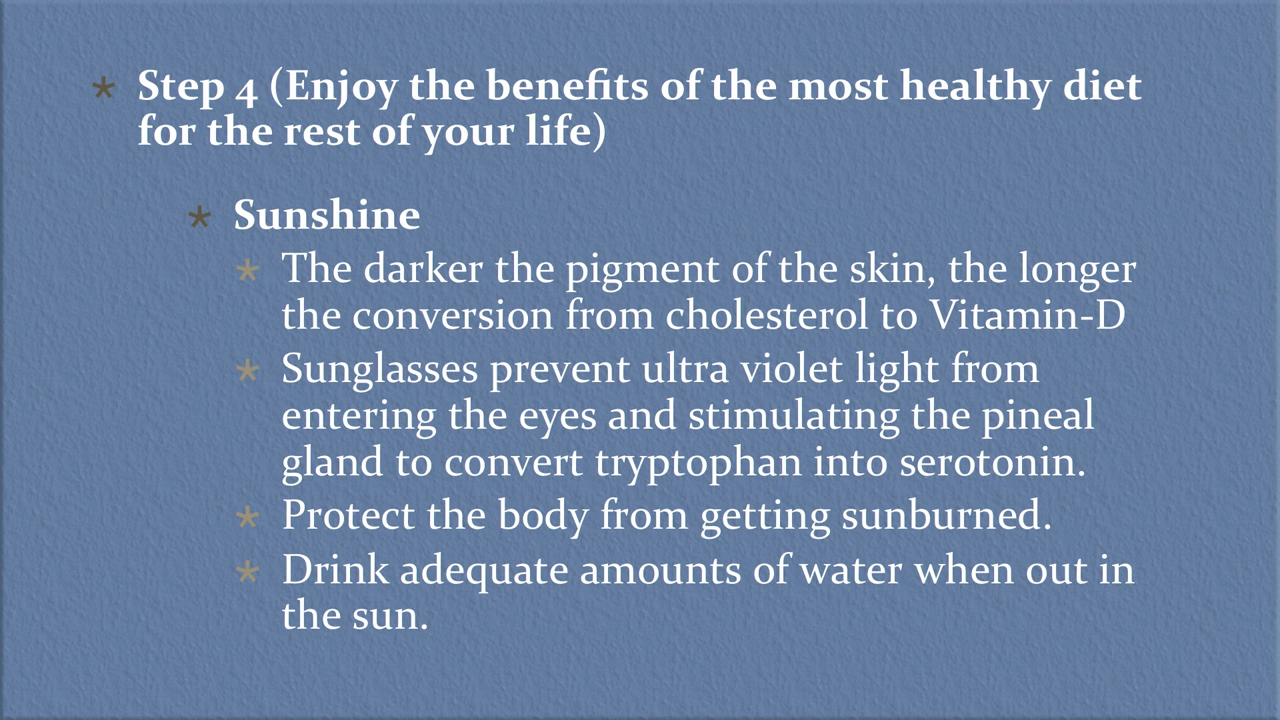 * Step 4 (Enjoy the benefits of the most healthy diet
for the rest of your life)
* Sunshine
* The darker the pigment of the skin, the longer
the conversion from cholesterol to Vitamin-D
* Sunglasses prevent ultra violet light from
entering the eyes and stimulating the pineal
gland to convert tryptophan into serotonin.
* Protect the body from getting sunburned.
* Drink adequate amounts of water when out in
the sun.